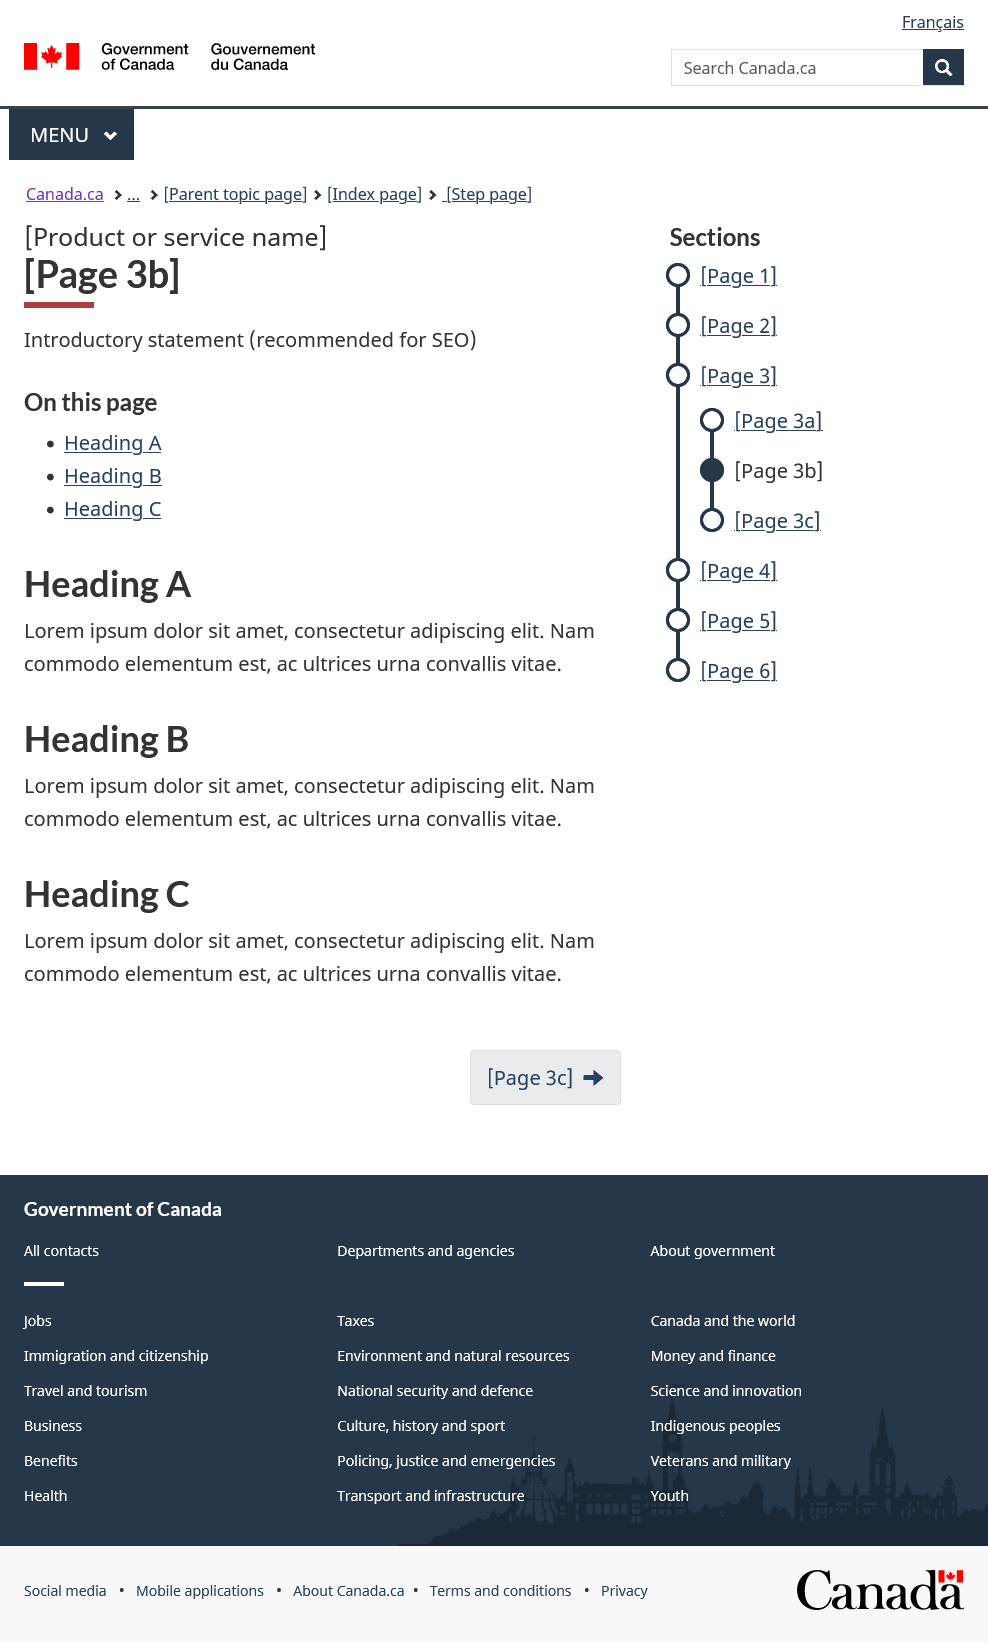 Français
Government of Canada
Gouvernement du Canada
Search Canada.ca
MENU
Canada.ca ... [Parent topic page] [Index page] [Step page]
[Product or service name]
[Page 3b]
Introductory statement (recommended for SEO)
On this page
Heading A
Heading B
Heading C
Heading A
Lorem ipsum dolor sit amet, consectetur adipiscing elit. Nam
commodo elementum est, ac ultrices urna convallis vitae.
Heading B
Lorem ipsum dolor sit amet, consectetur adipiscing elit. Nam
commodo elementum est, ac ultrices urna convallis vitae.
Heading C
Lorem ipsum dolor sit amet, consectetur adipiscing elit. Nam
commodo elementum est, ac ultrices urna convallis vitae.
[Page 3c]
Sections
[Page 1]
[Page 2]
[Page 3]
[Page 3a]
[Page 3b]
[Page 3c]
[Page 4]
[Page 5]
[Page 6]
Government of Canada
All contacts Departments and agencies About government
Jobs Taxes Canada and the world
Immigration and citizenship Environment and natural resources Money and finance
Travel and tourism National security and defence Science and innovation
Business Culture, history and sport Indigenous peoples
Benefits Policing, justice and emergencies Veterans and military
Health Transport and infrastructure Youth
Social media • Mobile applications • About Canada.ca • Terms and conditions • Privacy
Canada